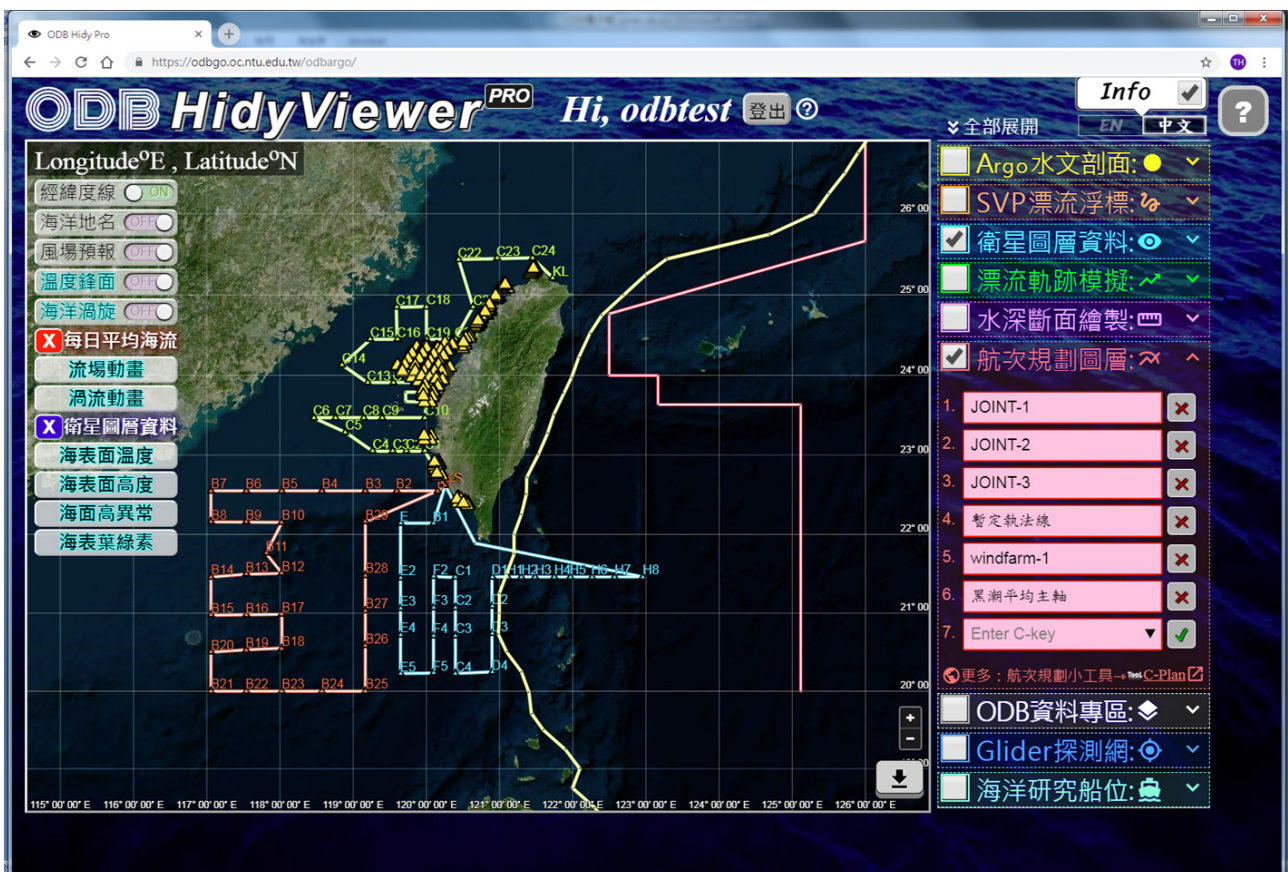 ODB Hidy Pro
https://odbgo.oc.ntu.edu.tw/odbargo/
TH
ODB HidyViewer PRO
Hi, odbtest 登出 ?
Info
EN 中文
?
全部展開
Longitude°E , Latitude°N
經緯度線 ON
海洋地名 OFF
風場預報 OFF
溫度鋒面 OFF
海洋渦旋 OFF
X 每日平均海流
流場動畫
渦流動畫
X 衛星圖層資料
海表面溫度
海表面高度
海面高異常
海表葉綠素
Argo水文剖面:
SVP漂流浮標:
衛星圖層資料:
漂流軌跡模擬:
水深斷面繪製:
航次規劃圖層:
1. JOINT-1
2. JOINT-2
3. JOINT-3
4. 暫定執法線
5. windfarm-1
6. 黑潮平均主軸
7. Enter C-key
更多：航次規劃小工具→Tools C-Plan
ODB資料專區:
Glider探測網:
海洋研究船位:
C22 C23 C24
KL
C17 C18
C15 C16 C19
C14
C13
C6 C7 C8 C9 C10
C5
C4 C3 C2
B7 B6 B5 B4 B3 B2
B8 B9 B10 B29 E B1
B11
B14 B13 B12 B28 E2 F2 C1 D1 H1 H2 H3 H4 H5 H6 H7 H8
B15 B16 B17 B27 E3 F3 C2 D2
B20 B19 B18 B26 E4 F4 C3 D3
B21 B22 B23 B24 B25 E5 F5 C4 D4
26° 00
25° 00
24° 00
23° 00
22° 00
21° 00
20° 00
+
-
115° 00' 00" E 116° 00' 00" E 117° 00' 00" E 118° 00' 00" E 119° 00' 00" E 120° 00' 00" E 121° 00' 00" E 122° 00' 00" E 123° 00' 00" E 124° 00' 00" E 125° 00' 00" E 126° 00' 00" E